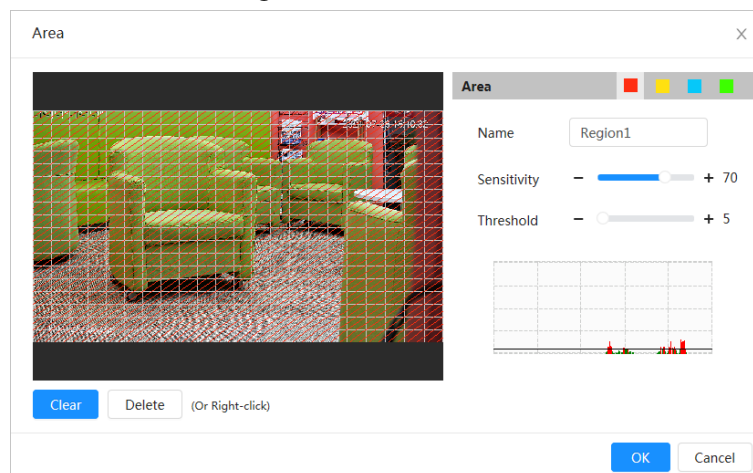 Area
X
Area
Name
Region1
Sensitivity
− + 70
Threshold
− + 5
Clear
Delete
(Or Right-click)
OK
Cancel